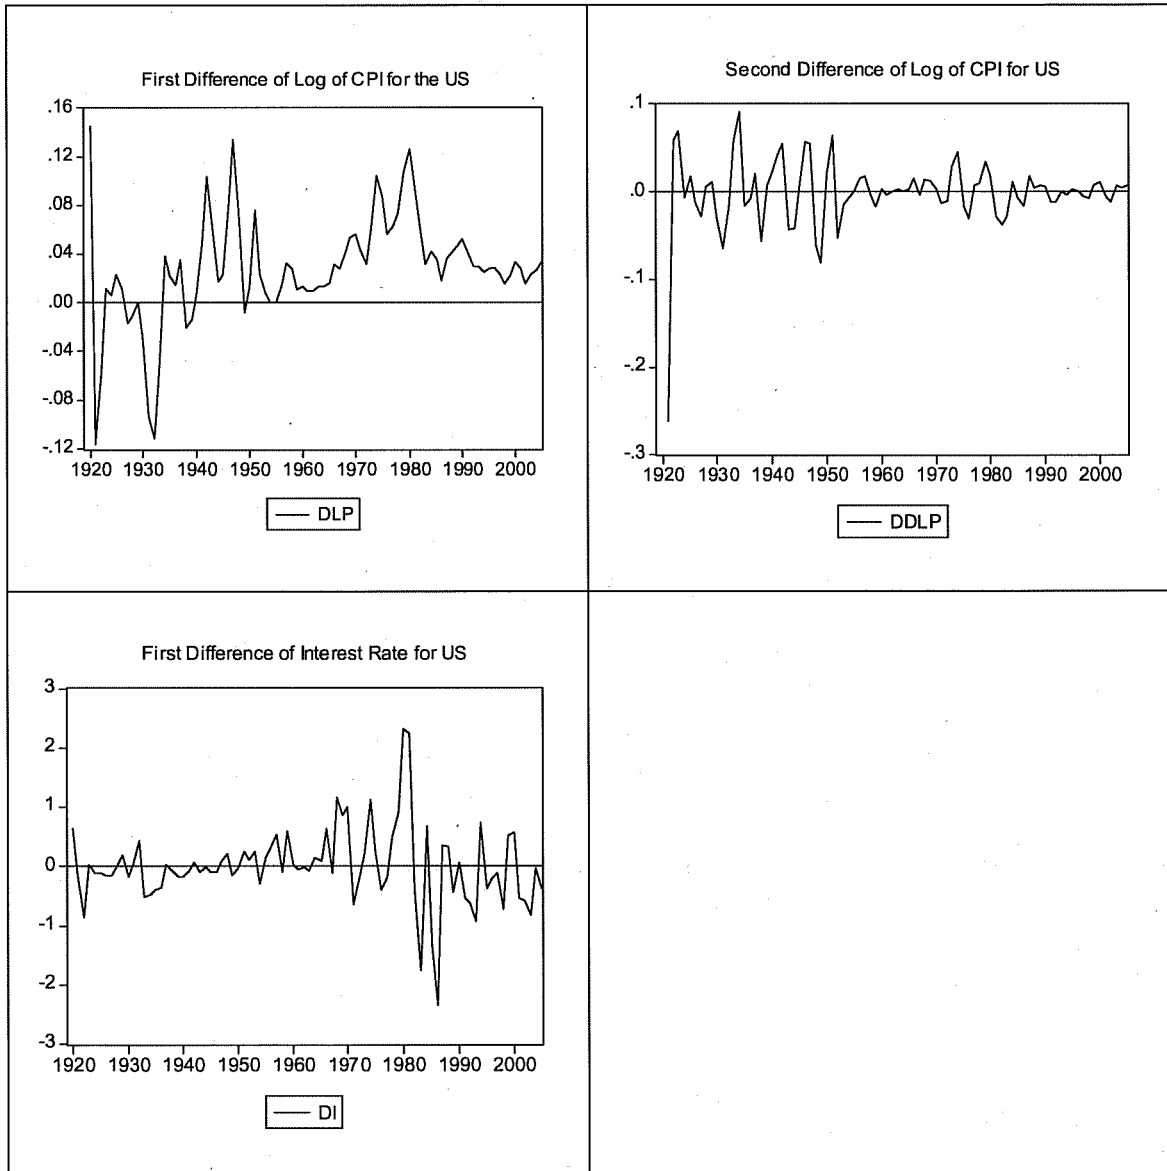 First Difference of Log of CPI for the US
.16
.12
.08
.04
.00
-.04
-.08
-.12
1920 1930 1940 1950 1960 1970 1980 1990 2000
DLP
Second Difference of Log of CPI for US
.1
.0
-.1
-.2
-.3
1920 1930 1940 1950 1960 1970 1980 1990 2000
DDLP
First Difference of Interest Rate for US
3
2
1
0
-1
-2
-3
1920 1930 1940 1950 1960 1970 1980 1990 2000
DI